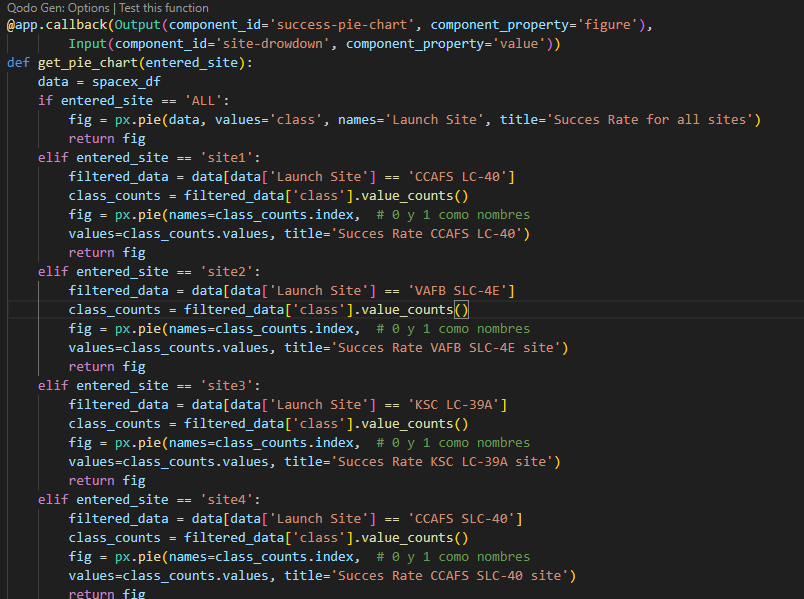 Qodo Gen: Options | Test this function
@app.callback(Output(component_id='success-pie-chart', component_property='figure'),
        Input(component_id='site-drowdown', component_property='value'))
def get_pie_chart(entered_site):
    data = spacex_df
    if entered_site == 'ALL':
        fig = px.pie(data, values='class', names='Launch Site', title='Succes Rate for all sites')
        return fig
    elif entered_site == 'site1':
        filtered_data = data[data['Launch Site'] == 'CCAFS LC-40']
        class_counts = filtered_data['class'].value_counts()
        fig = px.pie(names=class_counts.index,  # 0 y 1 como nombres
        values=class_counts.values, title='Succes Rate CCAFS LC-40')
        return fig
    elif entered_site == 'site2':
        filtered_data = data[data['Launch Site'] == 'VAFB SLC-4E']
        class_counts = filtered_data['class'].value_counts()
        fig = px.pie(names=class_counts.index,  # 0 y 1 como nombres
        values=class_counts.values, title='Succes Rate VAFB SLC-4E site')
        return fig
    elif entered_site == 'site3':
        filtered_data = data[data['Launch Site'] == 'KSC LC-39A']
        class_counts = filtered_data['class'].value_counts()
        fig = px.pie(names=class_counts.index,  # 0 y 1 como nombres
        values=class_counts.values, title='Succes Rate KSC LC-39A site')
        return fig
    elif entered_site == 'site4':
        filtered_data = data[data['Launch Site'] == 'CCAFS SLC-40']
        class_counts = filtered_data['class'].value_counts()
        fig = px.pie(names=class_counts.index,  # 0 y 1 como nombres
        values=class_counts.values, title='Succes Rate CCAFS SLC-40 site')
        return fig